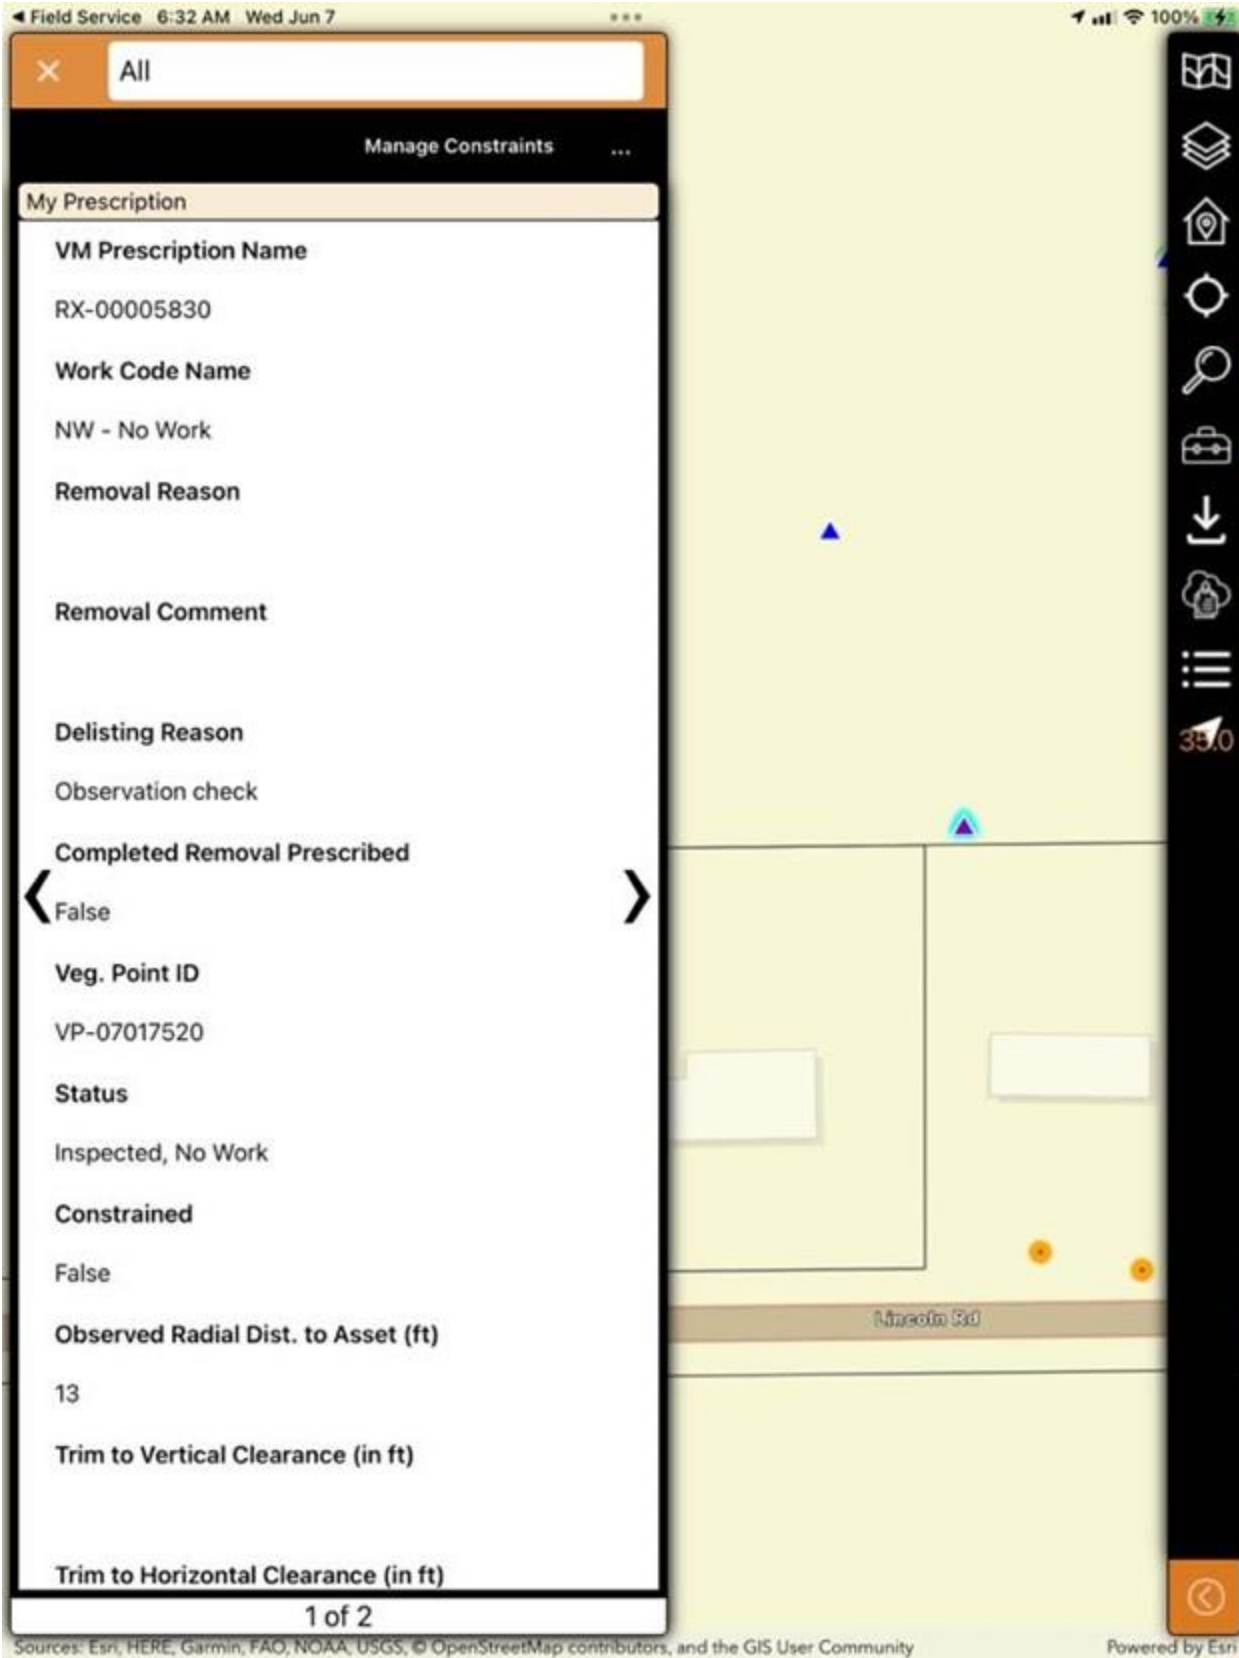 Field Service 6:32 AM Wed Jun 7
100%
All
Manage Constraints ...
My Prescription
VM Prescription Name
RX-00005830
Work Code Name
NW - No Work
Removal Reason
Removal Comment
Delisting Reason
Observation check
Completed Removal Prescribed
False
Veg. Point ID
VP-07017520
Status
Inspected, No Work
Constrained
False
Observed Radial Dist. to Asset (ft)
13
Trim to Vertical Clearance (in ft)
Trim to Horizontal Clearance (in ft)
1 of 2
35.0
Lincoln Rd
Sources: Esri, HERE, Garmin, FAO, NOAA, USGS, © OpenStreetMap contributors, and the GIS User Community
Powered by Esri